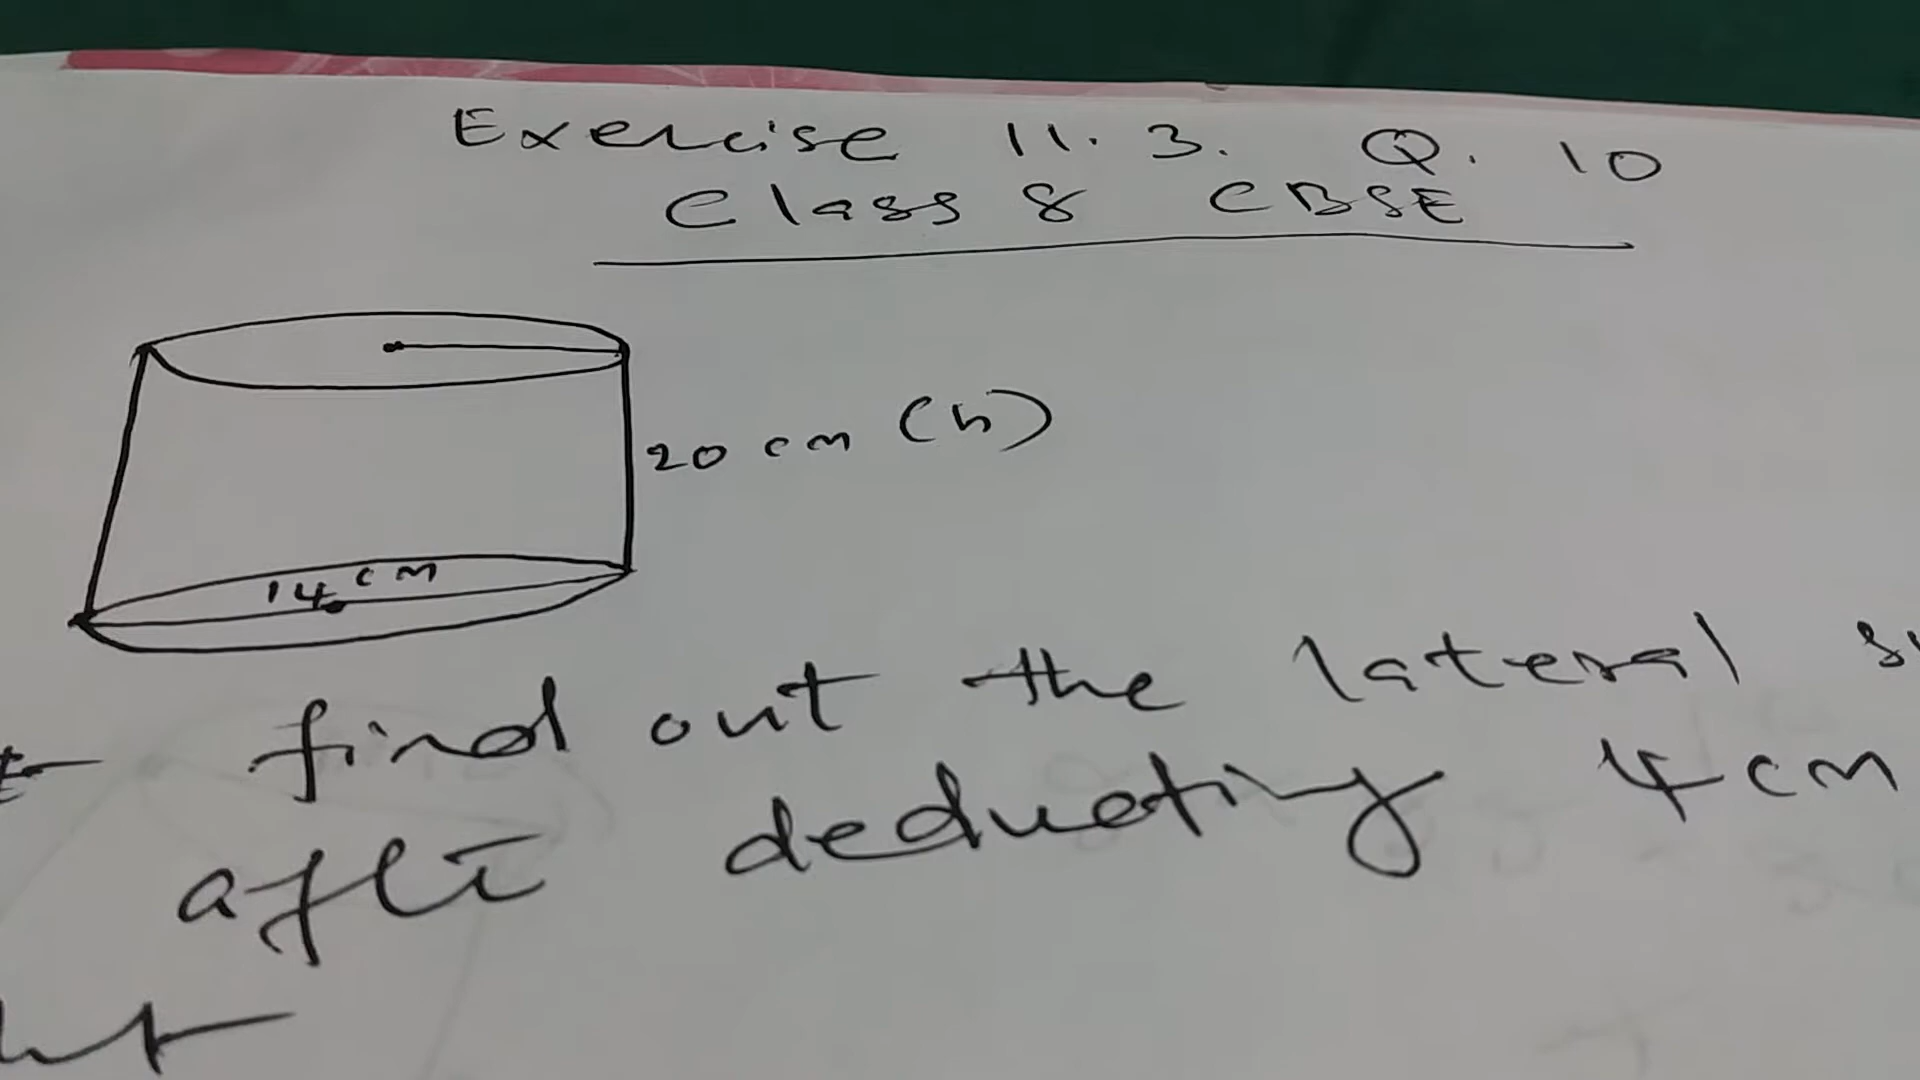 Exercise 11.3. Q. 10
Class 8 CBSE
20 cm (h)
14 cm
find out the lateral
after deducting 4 cm